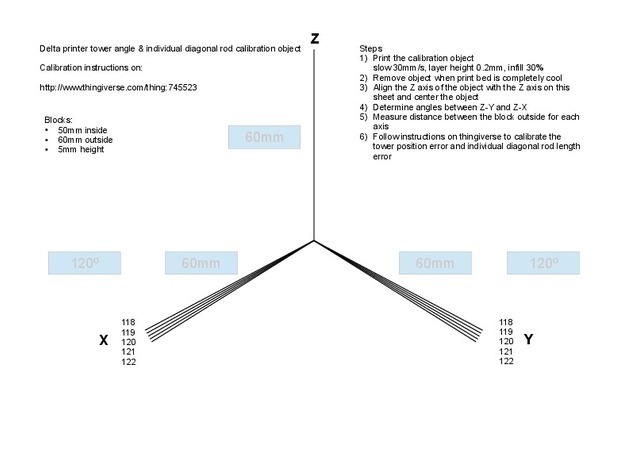 Z
Delta printer tower angle & individual diagonal rod calibration object
Calibration instructions on:
http://www.thingiverse.com/thing:745523
Blocks:
• 50mm inside
• 60mm outside
• 5mm height
60mm
Steps
1) Print the calibration object
slow 30mm/s, layer height 0.2mm, infill 30%
2) Remove object when print bed is completely cool
3) Align the Z axis of the object with the Z axis on this
sheet and center the object
4) Determine angles between Z-Y and Z-X
5) Measure distance between the block outside for each
axis
6) Follow instructions on thingiverse to calibrate the
tower position error and individual diagonal rod length
error
120º
60mm
60mm
120º
X
118
119
120
121
122
118
119
120
121
122
Y